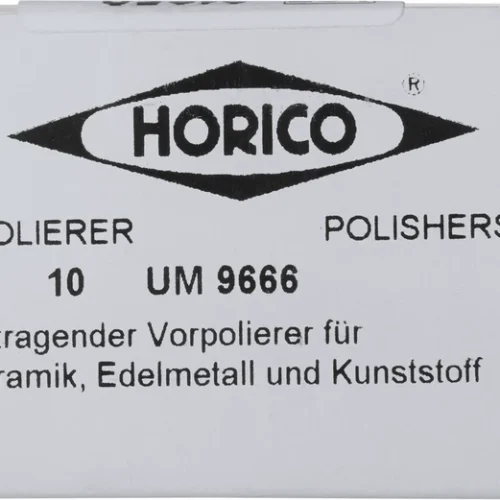 HORICO ®
OLIERER POLISHERS
10 UM 9666
tragender Vorpolierer für
ramik, Edelmetall und Kunststoff